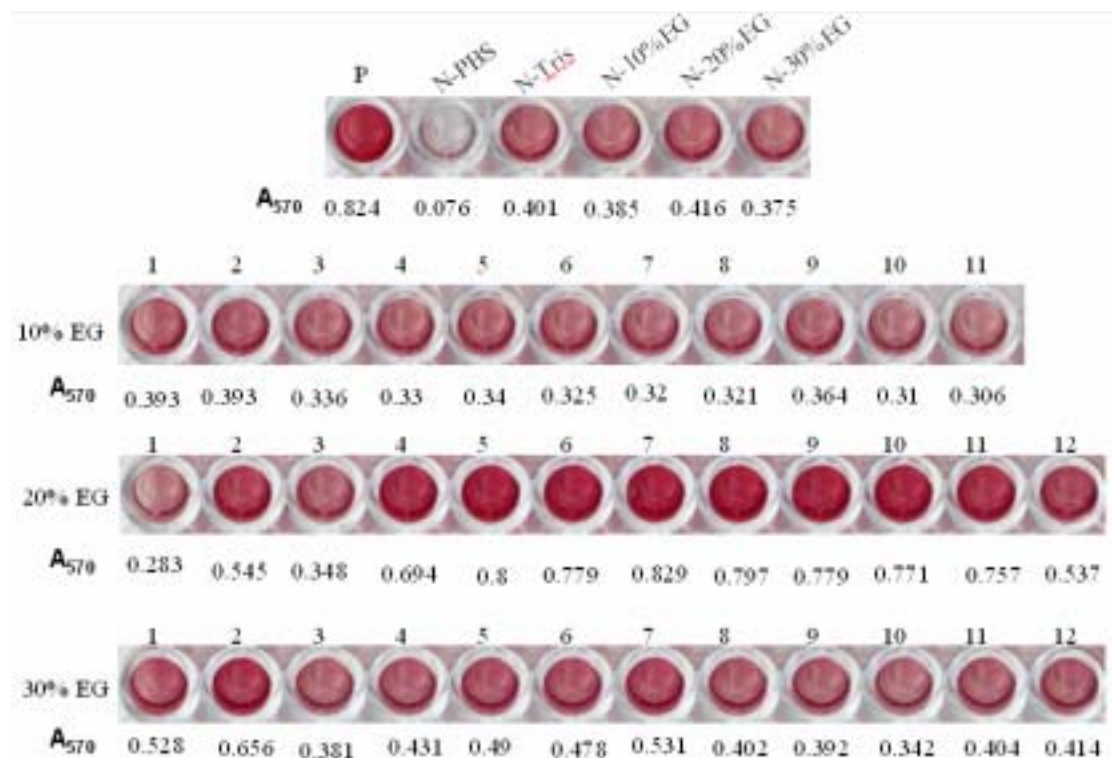 P N-PBS N-Tris N-10%EG N-20%EG N-30%EG
A570 0.824 0.076 0.401 0.385 0.416 0.375
1 2 3 4 5 6 7 8 9 10 11
10% EG
A570 0.393 0.393 0.336 0.33 0.34 0.325 0.32 0.321 0.364 0.31 0.306
1 2 3 4 5 6 7 8 9 10 11 12
20% EG
A570 0.283 0.545 0.348 0.694 0.8 0.779 0.829 0.797 0.779 0.771 0.757 0.537
1 2 3 4 5 6 7 8 9 10 11 12
30% EG
A570 0.528 0.656 0.381 0.431 0.49 0.478 0.531 0.402 0.392 0.342 0.404 0.414